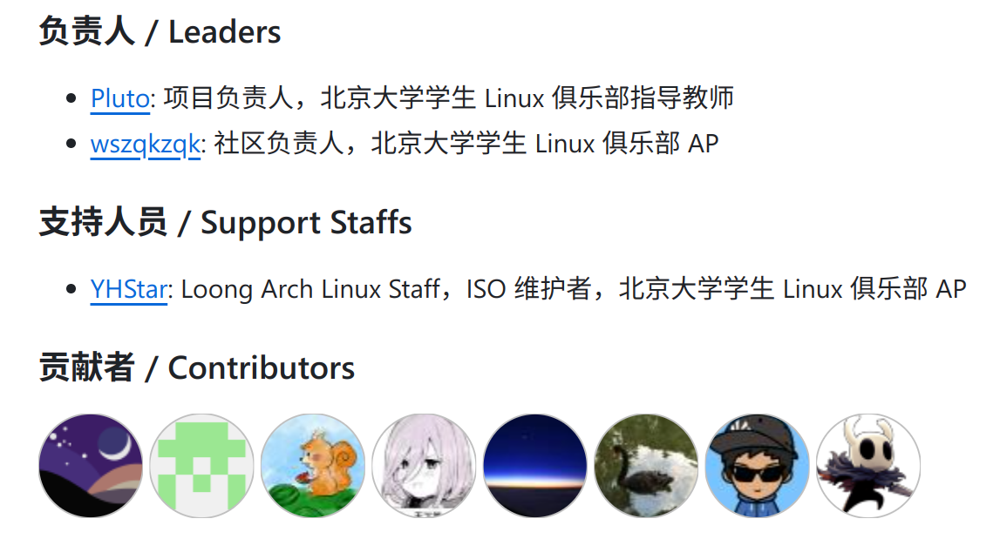 负责人 / Leaders
Pluto: 项目负责人，北京大学学生 Linux 俱乐部指导教师
wszqkzqk: 社区负责人，北京大学学生 Linux 俱乐部 AP
支持人员 / Support Staffs
YHStar: Loong Arch Linux Staff，ISO 维护者，北京大学学生 Linux 俱乐部 AP
贡献者 / Contributors